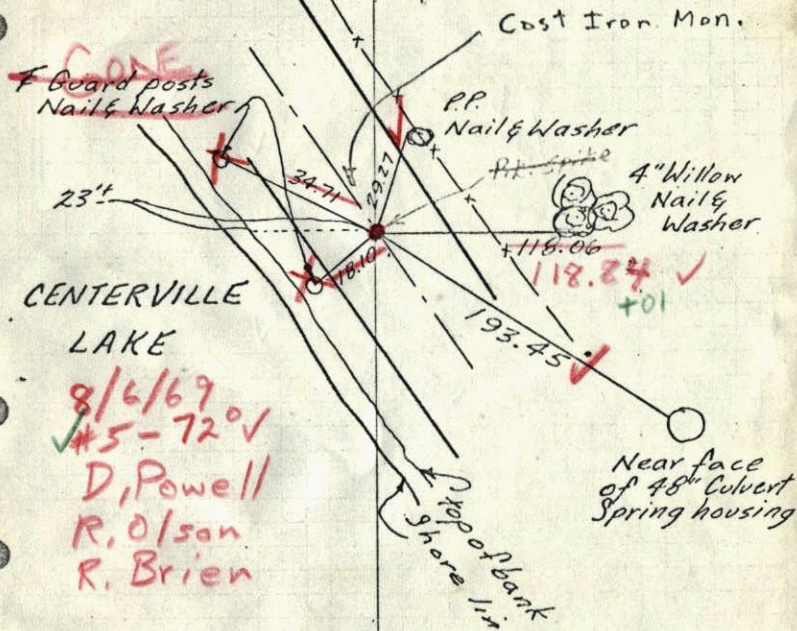 Cast Iron Mon.
GONE
Guard posts
Nail & Washer
P.P.
Nail & Washer
P.K. Spike
4" Willow
Nail &
Washer
34.71
29.27
23'±
118.06
118.84 ✓
+01
18.10
193.45
CENTERVILLE
LAKE
8/6/69
#5-72° ✓
D. Powell
R. Olson
R. Brien
Near face
of 48" Culvert
Spring housing
top of bank
Shore lin